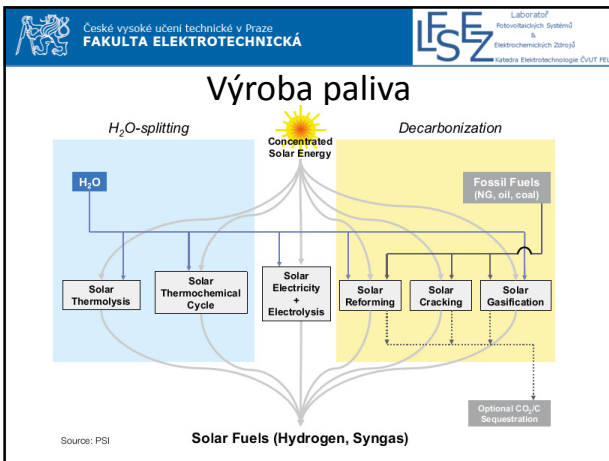 České vysoké učení technické v Praze
FAKULTA ELEKTROTECHNICKÁ
LFSEZ
Laboratoř
Fotovoltaických Systémů
&
Elektrochemických Zdrojů
Katedra Elektrotechnologie ČVUT FEL
Výroba paliva
H₂O-splitting
Concentrated
Solar Energy
Decarbonization
H₂O
Fossil Fuels
(NG, oil, coal)
Solar
Thermolysis
Solar
Thermochemical
Cycle
Solar
Electricity
+
Electrolysis
Solar
Reforming
Solar
Cracking
Solar
Gasification
Optional CO₂/C
Sequestration
Source: PSI
Solar Fuels (Hydrogen, Syngas)